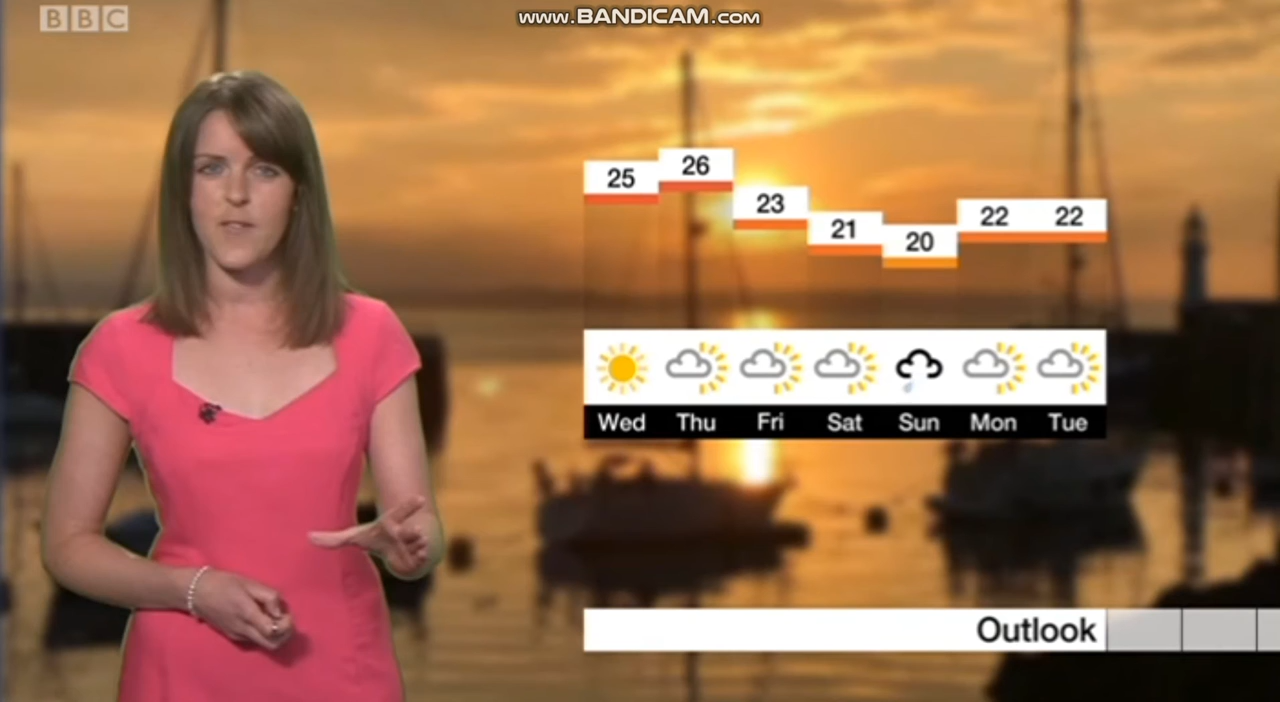 BBC
www.BANDICAM.com
25 26 23 21 20 22 22
Wed Thu Fri Sat Sun Mon Tue
Outlook